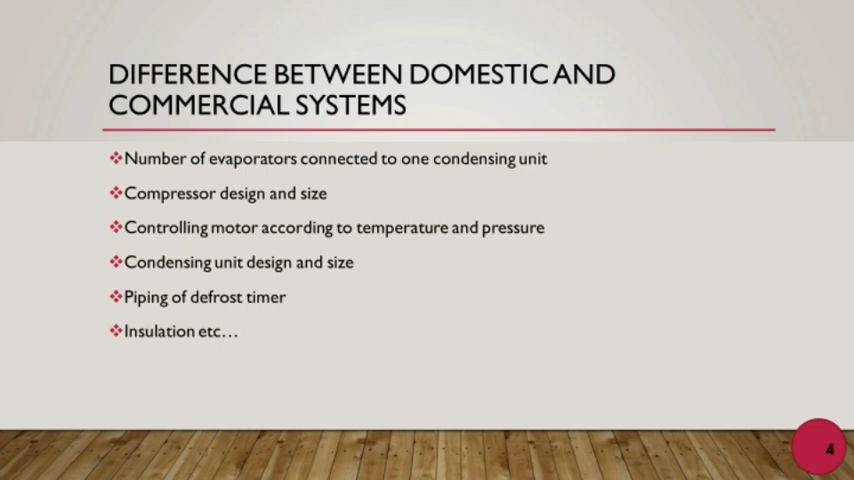 DIFFERENCE BETWEEN DOMESTIC AND
COMMERCIAL SYSTEMS
❖Number of evaporators connected to one condensing unit
❖Compressor design and size
❖Controlling motor according to temperature and pressure
❖Condensing unit design and size
❖Piping of defrost timer
❖Insulation etc…
4